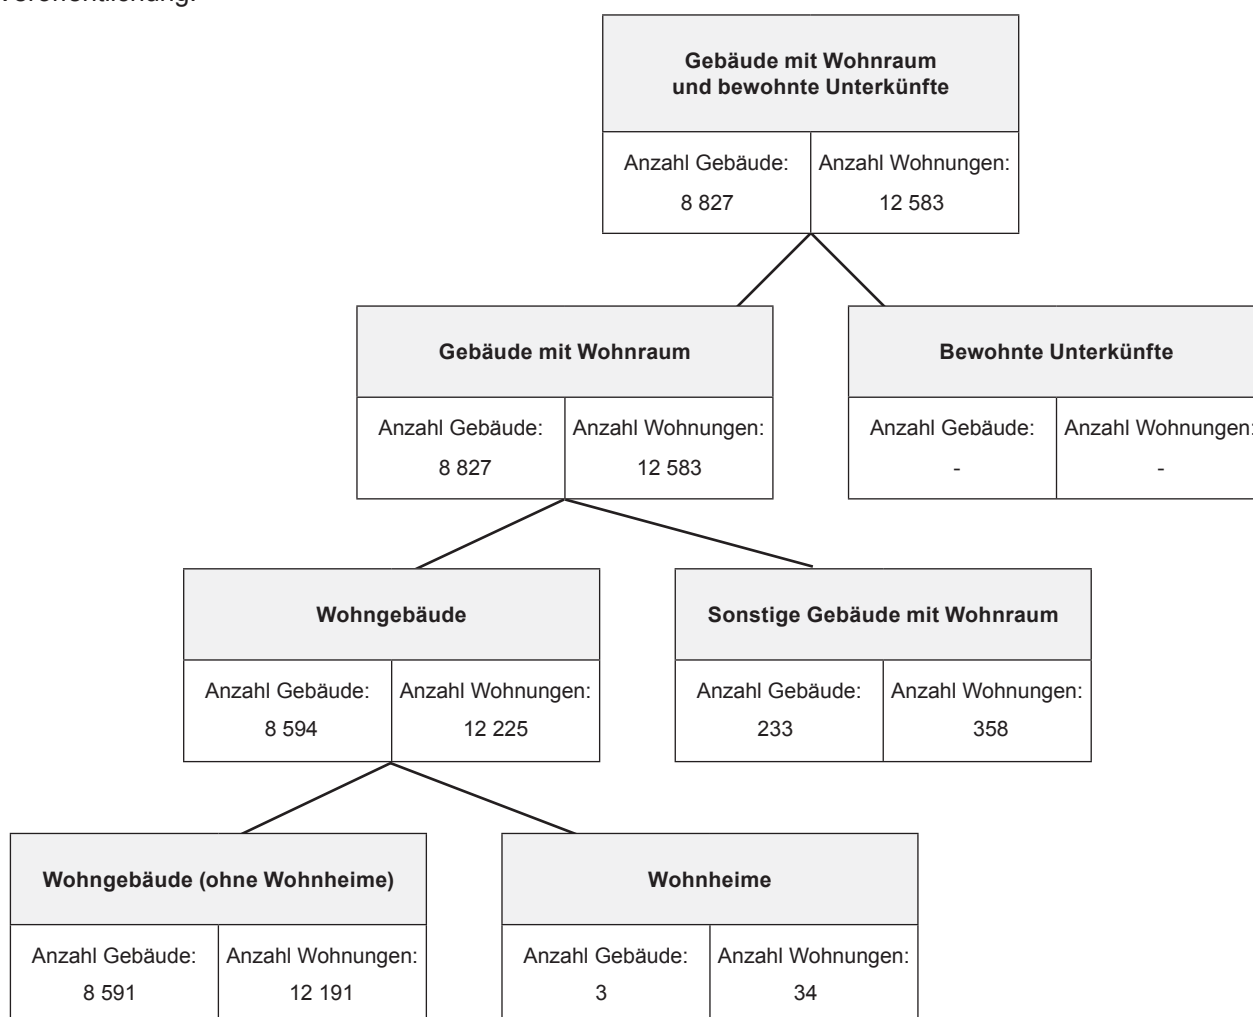 Veröffentlichung.
Gebäude mit Wohnraum
und bewohnte Unterkünfte
Anzahl Gebäude: Anzahl Wohnungen:
8 827 12 583
Gebäude mit Wohnraum
Anzahl Gebäude: Anzahl Wohnungen:
8 827 12 583
Bewohnte Unterkünfte
Anzahl Gebäude: Anzahl Wohnungen:
- -
Wohngebäude
Anzahl Gebäude: Anzahl Wohnungen:
8 594 12 225
Sonstige Gebäude mit Wohnraum
Anzahl Gebäude: Anzahl Wohnungen:
233 358
Wohngebäude (ohne Wohnheime)
Anzahl Gebäude: Anzahl Wohnungen:
8 591 12 191
Wohnheime
Anzahl Gebäude: Anzahl Wohnungen:
3 34